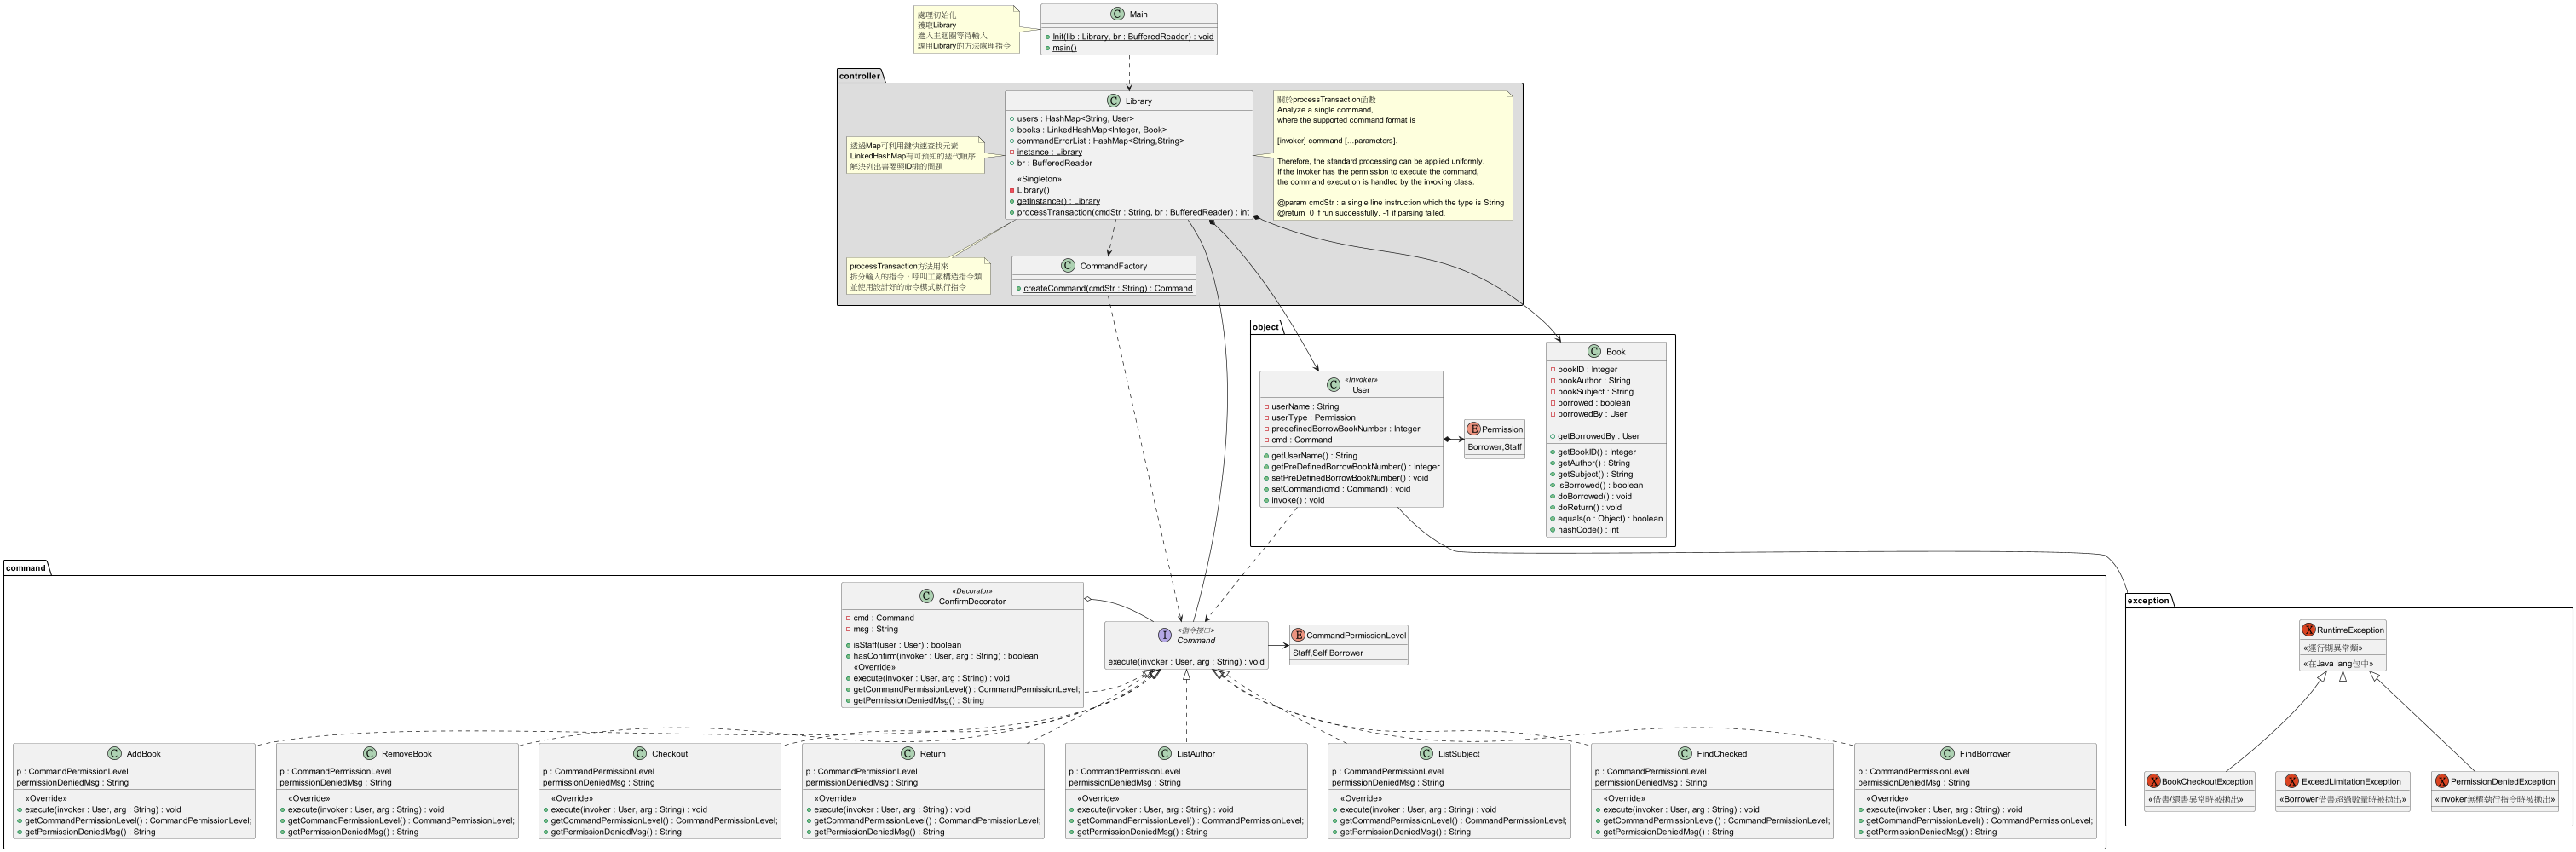 處理初始化
獲取Library
進入主迴圈等待輸入
調用Library的方法處理指令
Main
Init(lib : Library, br : BufferedReader) : void
main()
controller
Library
users : HashMap<String, User>
books : LinkedHashMap<Integer, Book>
commandErrorList : HashMap<String,String>
instance : Library
br : BufferedReader
«Singleton»
Library()
getInstance() : Library
processTransaction(cmdStr : String, br : BufferedReader) : int
透過Map可利用鍵快速查找元素
LinkedHashMap有可預知的迭代順序
解決列出書要照ID排的問題
關於processTransaction函數
Analyze a single command,
where the supported command format is
[invoker] command [...parameters].
Therefore, the standard processing can be applied uniformly.
If the invoker has the permission to execute the command,
the command execution is handled by the invoking class.
@param cmdStr : a single line instruction which the type is String
@return  0 if run successfully, -1 if parsing failed.
processTransaction方法用來
拆分輸入的指令，呼叫工廠構造指令類
並使用設計好的命令模式執行指令
CommandFactory
createCommand(cmdStr : String) : Command
object
«Invoker»
User
userName : String
userType : Permission
predefinedBorrowBookNumber : Integer
cmd : Command
getUserName() : String
getPreDefinedBorrowBookNumber() : Integer
setPreDefinedBorrowBookNumber() : void
setCommand(cmd : Command) : void
invoke() : void
Permission
Borrower,Staff
Book
bookID : Integer
bookAuthor : String
bookSubject : String
borrowed : boolean
borrowedBy : User
getBorrowedBy : User
getBookID() : Integer
getAuthor() : String
getSubject() : String
isBorrowed() : boolean
doBorrowed() : void
doReturn() : void
equals(o : Object) : boolean
hashCode() : int
command
«Decorator»
ConfirmDecorator
cmd : Command
msg : String
isStaff(user : User) : boolean
hasConfirm(invoker : User, arg : String) : boolean
«Override»
execute(invoker : User, arg : String) : void
getCommandPermissionLevel() : CommandPermissionLevel;
getPermissionDeniedMsg() : String
«指令接口»
Command
execute(invoker : User, arg : String) : void
CommandPermissionLevel
Staff,Self,Borrower
AddBook
p : CommandPermissionLevel
permissionDeniedMsg : String
«Override»
execute(invoker : User, arg : String) : void
getCommandPermissionLevel() : CommandPermissionLevel;
getPermissionDeniedMsg() : String
RemoveBook
p : CommandPermissionLevel
permissionDeniedMsg : String
«Override»
execute(invoker : User, arg : String) : void
getCommandPermissionLevel() : CommandPermissionLevel;
getPermissionDeniedMsg() : String
Checkout
p : CommandPermissionLevel
permissionDeniedMsg : String
«Override»
execute(invoker : User, arg : String) : void
getCommandPermissionLevel() : CommandPermissionLevel;
getPermissionDeniedMsg() : String
Return
p : CommandPermissionLevel
permissionDeniedMsg : String
«Override»
execute(invoker : User, arg : String) : void
getCommandPermissionLevel() : CommandPermissionLevel;
getPermissionDeniedMsg() : String
ListAuthor
p : CommandPermissionLevel
permissionDeniedMsg : String
«Override»
execute(invoker : User, arg : String) : void
getCommandPermissionLevel() : CommandPermissionLevel;
getPermissionDeniedMsg() : String
ListSubject
p : CommandPermissionLevel
permissionDeniedMsg : String
«Override»
execute(invoker : User, arg : String) : void
getCommandPermissionLevel() : CommandPermissionLevel;
getPermissionDeniedMsg() : String
FindChecked
p : CommandPermissionLevel
permissionDeniedMsg : String
«Override»
execute(invoker : User, arg : String) : void
getCommandPermissionLevel() : CommandPermissionLevel;
getPermissionDeniedMsg() : String
FindBorrower
p : CommandPermissionLevel
permissionDeniedMsg : String
«Override»
execute(invoker : User, arg : String) : void
getCommandPermissionLevel() : CommandPermissionLevel;
getPermissionDeniedMsg() : String
exception
RuntimeException
«運行期異常類»
«在Java lang包中»
BookCheckoutException
«借書/還書異常時被拋出»
ExceedLimitationException
«Borrower借書超過數量時被拋出»
PermissionDeniedException
«Invoker無權執行指令時被拋出»